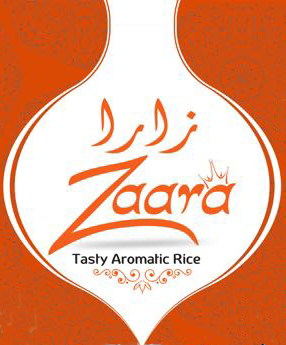 زارا
Zaara
Tasty Aromatic Rice